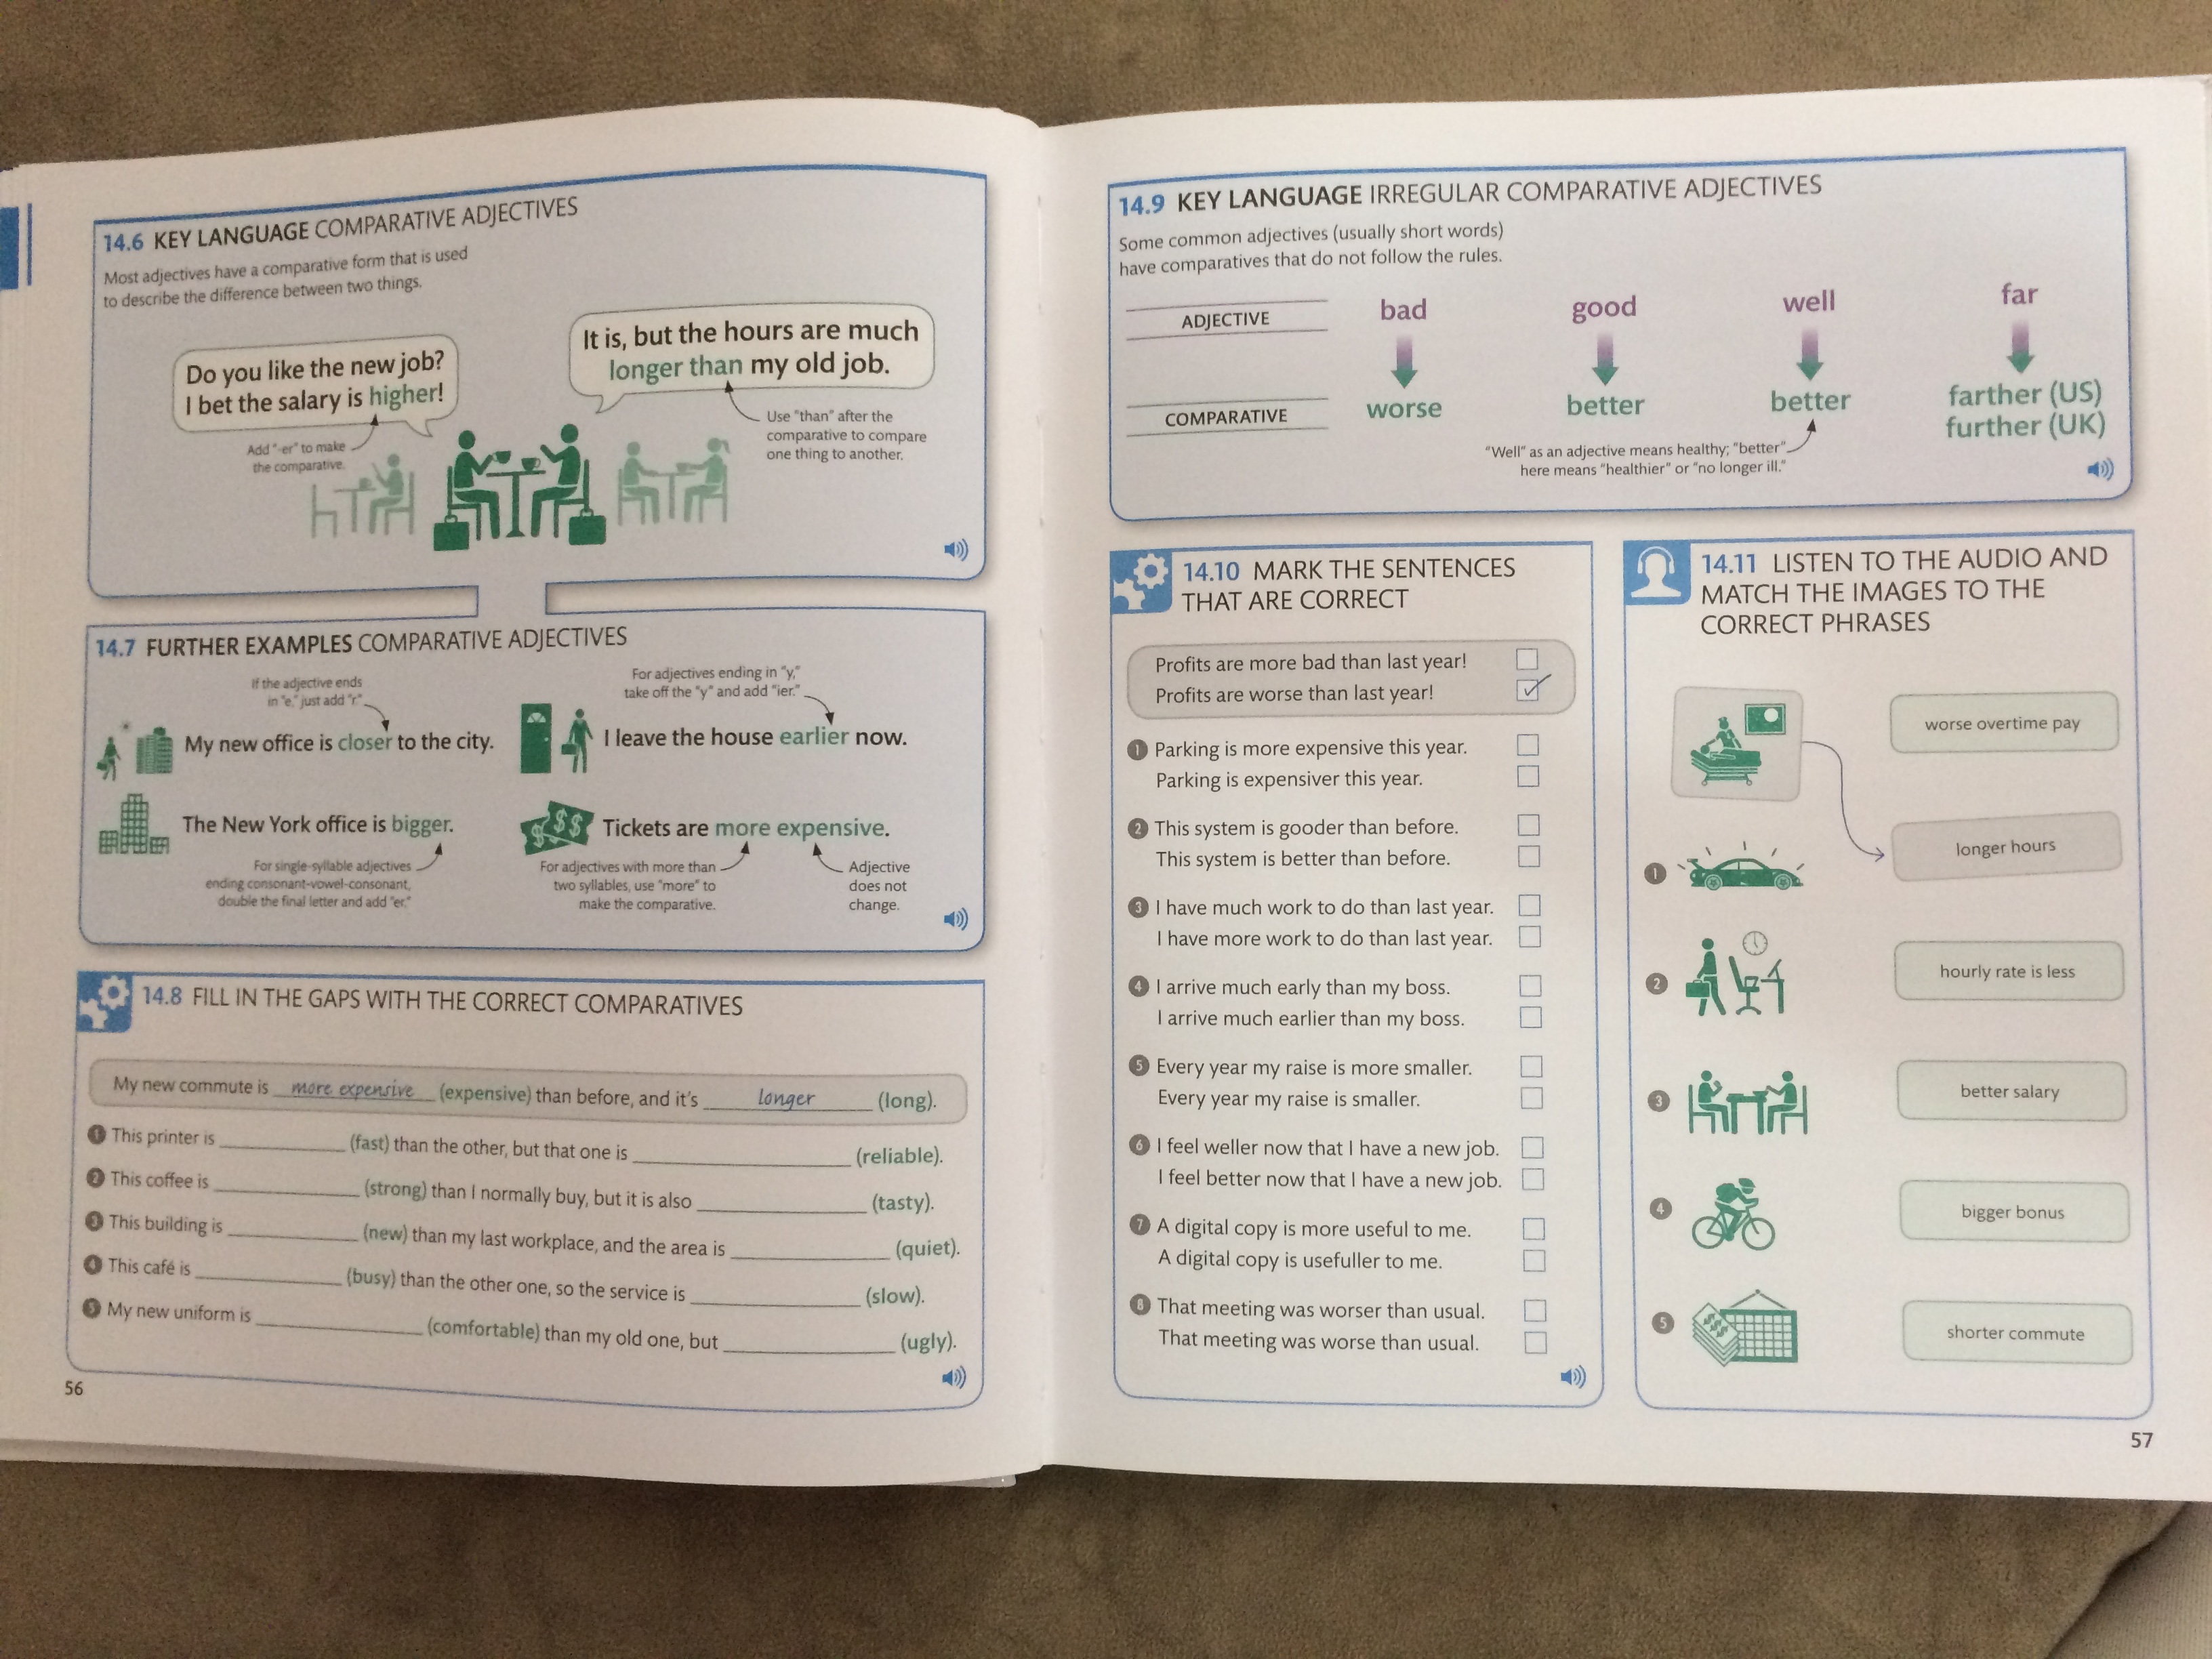 14.6 KEY LANGUAGE COMPARATIVE ADJECTIVES
Most adjectives have a comparative form that is used
to describe the difference between two things.
Do you like the new job?
I bet the salary is higher!
Add "-er" to make
the comparative.
It is, but the hours are much
longer than my old job.
Use "than" after the
comparative to compare
one thing to another.
14.7 FURTHER EXAMPLES COMPARATIVE ADJECTIVES
If the adjective ends
in "e," just add "r."
My new office is closer to the city.
For adjectives ending in "y,"
take off the "y" and add "ier."
I leave the house earlier now.
The New York office is bigger.
For single-syllable adjectives
ending consonant-vowel-consonant,
double the final letter and add "er."
Tickets are more expensive.
For adjectives with more than
two syllables, use "more" to
make the comparative.
Adjective
does not
change.
14.8 FILL IN THE GAPS WITH THE CORRECT COMPARATIVES
My new commute is more expensive (expensive) than before, and it's longer (long).
1 This printer is ____ (fast) than the other, but that one is ____ (reliable).
2 This coffee is ____ (strong) than I normally buy, but it is also ____ (tasty).
3 This building is ____ (new) than my last workplace, and the area is ____ (quiet).
4 This café is ____ (busy) than the other one, so the service is ____ (slow).
5 My new uniform is ____ (comfortable) than my old one, but ____ (ugly).
56
14.9 KEY LANGUAGE IRREGULAR COMPARATIVE ADJECTIVES
Some common adjectives (usually short words)
have comparatives that do not follow the rules.
ADJECTIVE bad good well far
COMPARATIVE worse better better farther (US)
further (UK)
"Well" as an adjective means healthy; "better"
here means "healthier" or "no longer ill."
14.10 MARK THE SENTENCES
THAT ARE CORRECT
Profits are more bad than last year!
Profits are worse than last year! ✓
1 Parking is more expensive this year.
Parking is expensiver this year.
2 This system is gooder than before.
This system is better than before.
3 I have much work to do than last year.
I have more work to do than last year.
4 I arrive much early than my boss.
I arrive much earlier than my boss.
5 Every year my raise is more smaller.
Every year my raise is smaller.
6 I feel weller now that I have a new job.
I feel better now that I have a new job.
7 A digital copy is more useful to me.
A digital copy is usefuller to me.
8 That meeting was worser than usual.
That meeting was worse than usual.
14.11 LISTEN TO THE AUDIO AND
MATCH THE IMAGES TO THE
CORRECT PHRASES
worse overtime pay
1
longer hours
2
hourly rate is less
3
better salary
4
bigger bonus
5
shorter commute
57